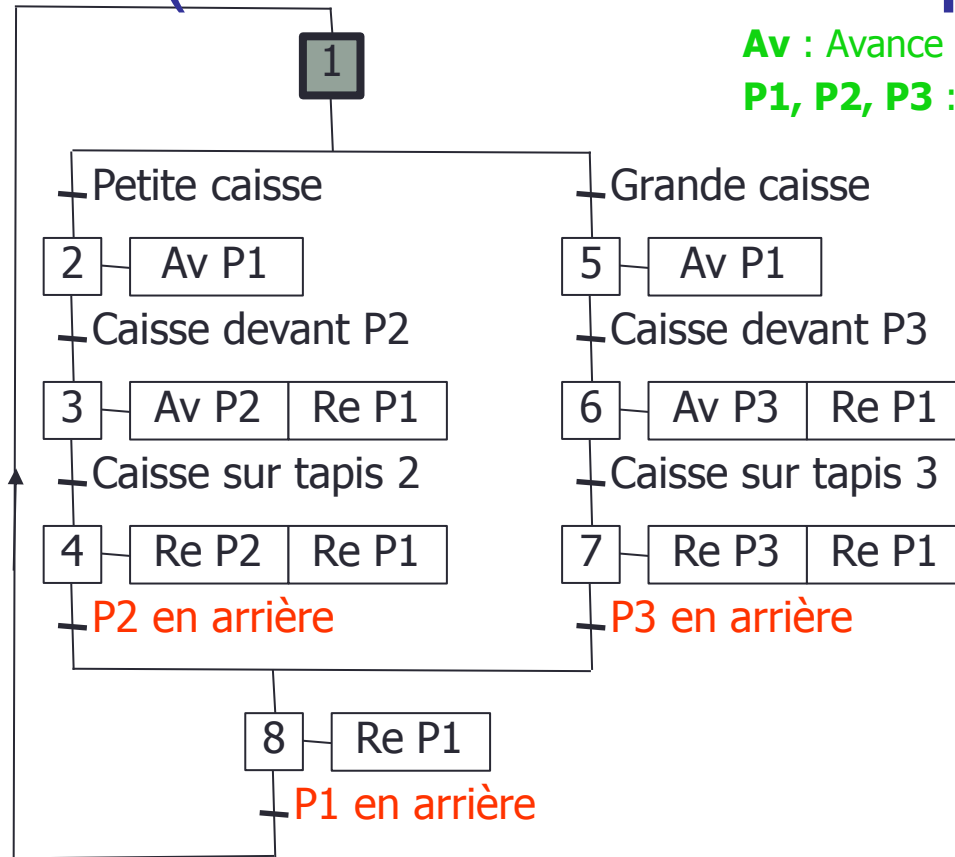 1
Av : Avance
P1, P2, P3 :
Petite caisse
Grande caisse
2 Av P1
5 Av P1
Caisse devant P2
Caisse devant P3
3 Av P2 Re P1
6 Av P3 Re P1
Caisse sur tapis 2
Caisse sur tapis 3
4 Re P2 Re P1
7 Re P3 Re P1
P2 en arrière
P3 en arrière
8 Re P1
P1 en arrière